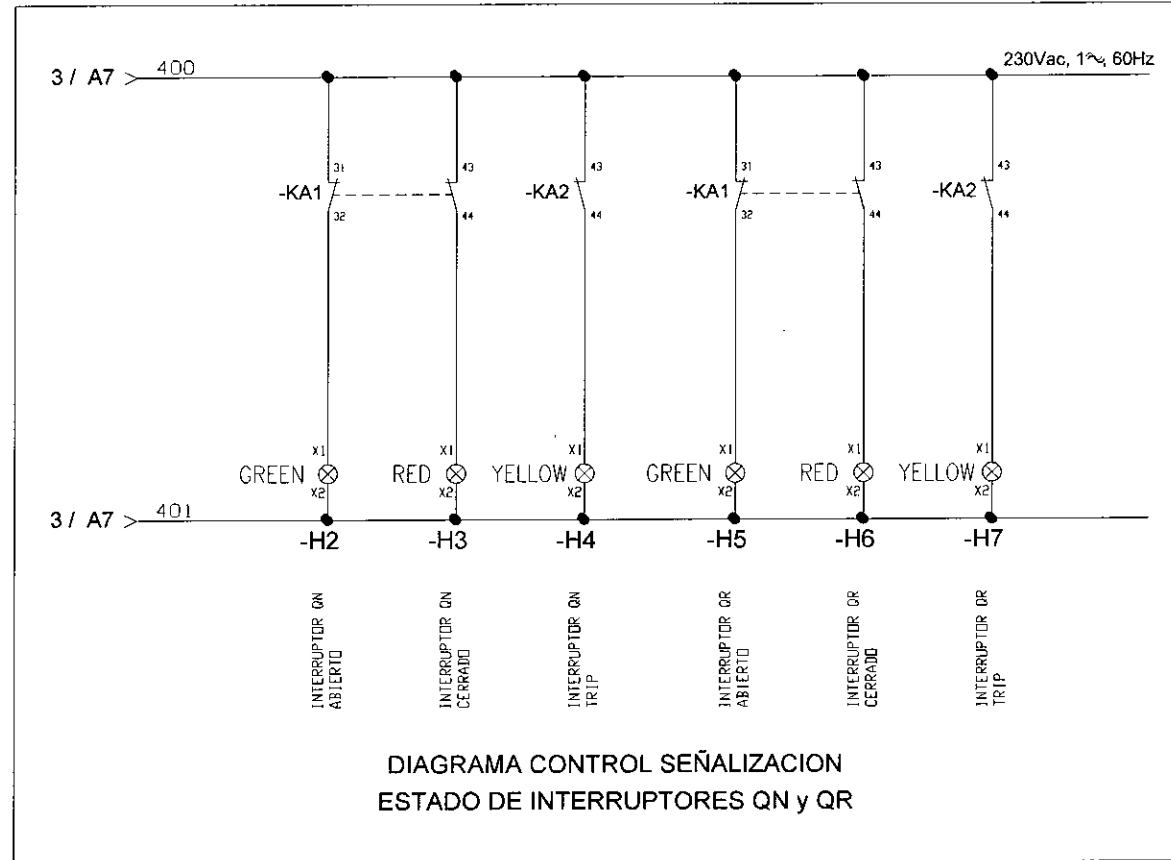 3 / A7 400 230Vac, 1~, 60Hz
31 43 43 31 43 43
-KA1 -KA2 -KA1 -KA2
32 44 44 32 44 44
X1 X1 X1 X1 X1 X1
GREEN RED YELLOW GREEN RED YELLOW
X2 X2 X2 X2 X2 X2
3 / A7 401
-H2 -H3 -H4 -H5 -H6 -H7
INTERRUPTOR QN
ABIERTO
INTERRUPTOR QN
CERRADO
INTERRUPTOR QN
TRIP
INTERRUPTOR QR
ABIERTO
INTERRUPTOR QR
CERRADO
INTERRUPTOR QR
TRIP
DIAGRAMA CONTROL SEÑALIZACION
ESTADO DE INTERRUPTORES QN y QR